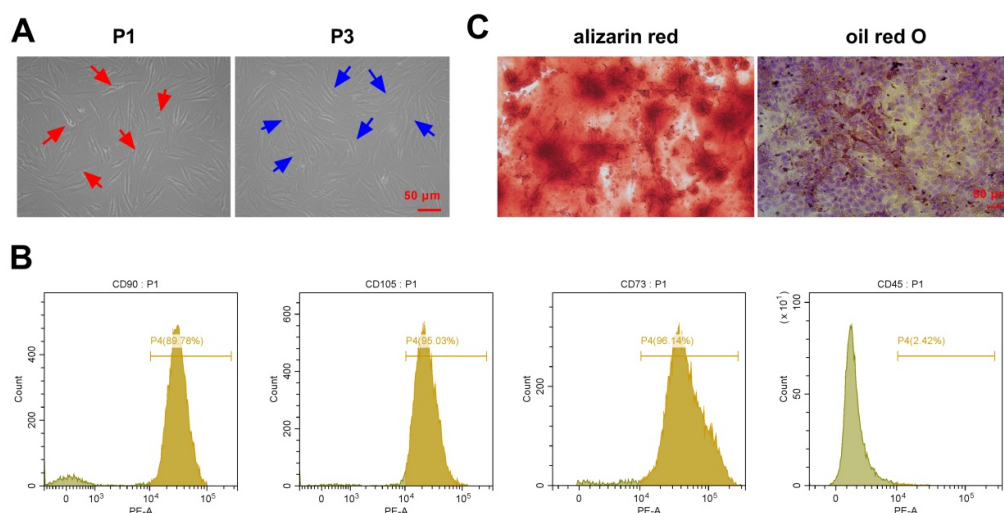 A
P1
P3
50 μm
C
alizarin red
oil red O
50 μm
B
CD90 : P1
P4(89.78%)
Count
0
200
400
0
10³
10⁴
10⁵
PE-A
CD105 : P1
P4(95.03%)
Count
0
200
400
600
0
10³
10⁴
10⁵
PE-A
CD73 : P1
P4(96.14%)
Count
0
200
0
10³
10⁴
10⁵
PE-A
CD45 : P1
P4(2.42%)
Count
(x 10¹)
0
50
100
0
10³
10⁴
10⁵
PE-A